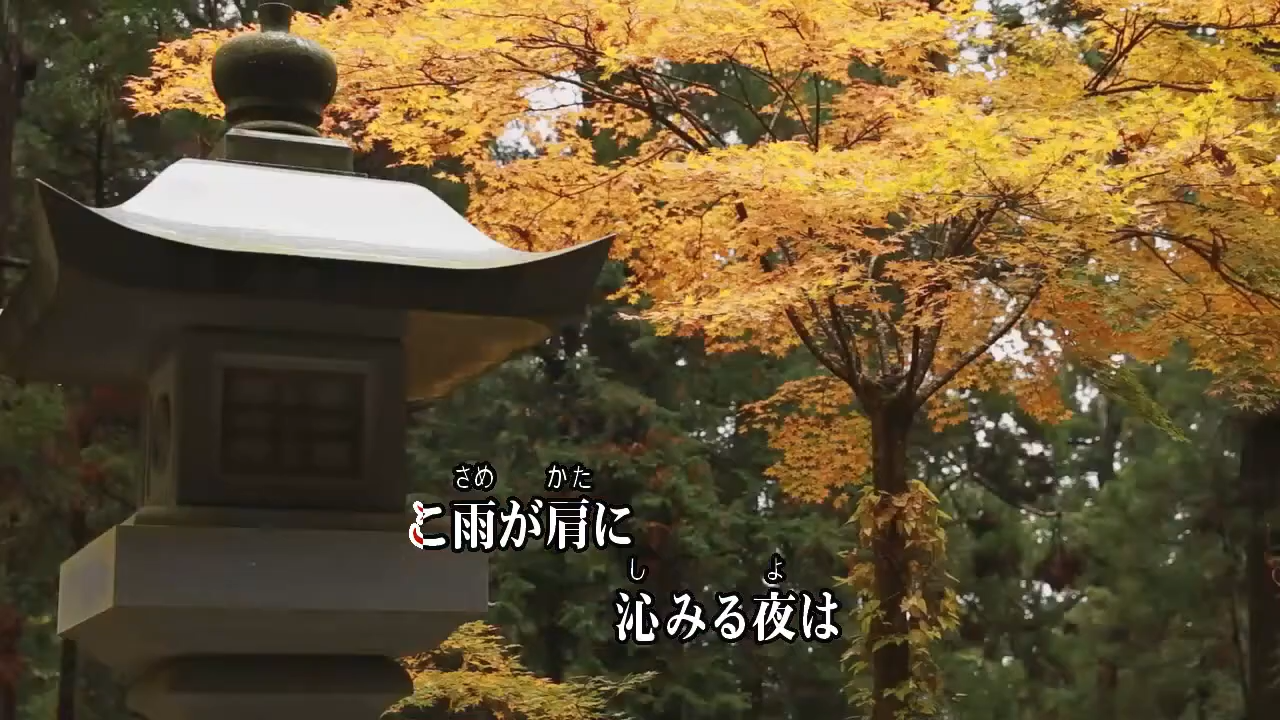 さめ かた
こ雨が肩に
し よ
沁みる夜は